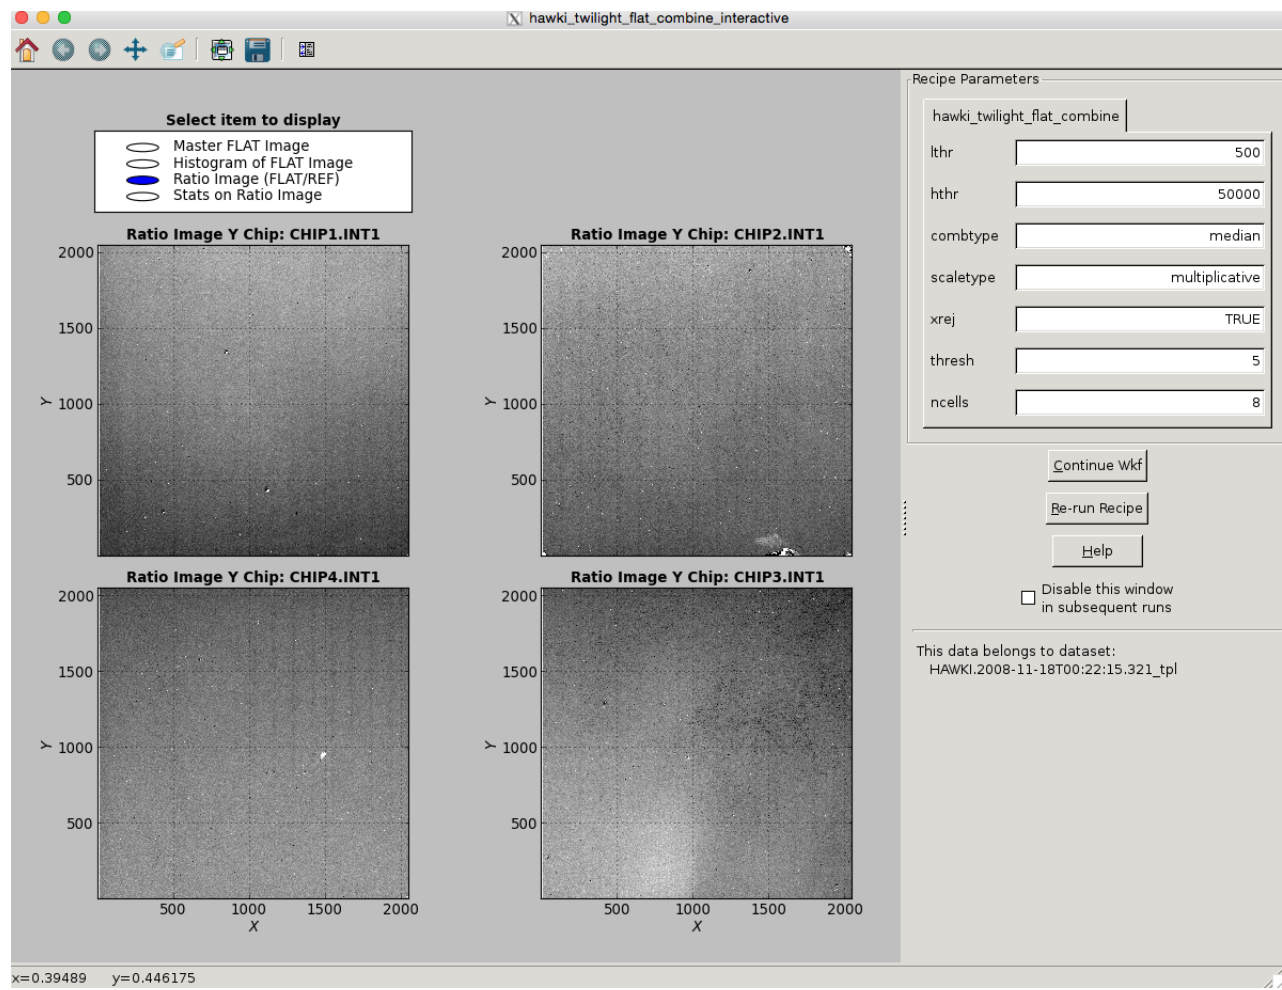 hawki_twilight_flat_combine_interactive
Select item to display
Master FLAT Image
Histogram of FLAT Image
Ratio Image (FLAT/REF)
Stats on Ratio Image
Ratio Image Y Chip: CHIP1.INT1
2000
1500
1000
500
Y
Ratio Image Y Chip: CHIP2.INT1
2000
1500
1000
500
Y
Ratio Image Y Chip: CHIP4.INT1
2000
1500
1000
500
Y
500 1000 1500 2000
X
Ratio Image Y Chip: CHIP3.INT1
2000
1500
1000
500
Y
500 1000 1500 2000
X
Recipe Parameters
hawki_twilight_flat_combine
lthr 500
hthr 50000
combtype median
scaletype multiplicative
xrej TRUE
thresh 5
ncells 8
Continue Wkf
Re-run Recipe
Help
Disable this window
in subsequent runs
This data belongs to dataset:
HAWKI.2008-11-18T00:22:15.321_tpl
x=0.39489 y=0.446175